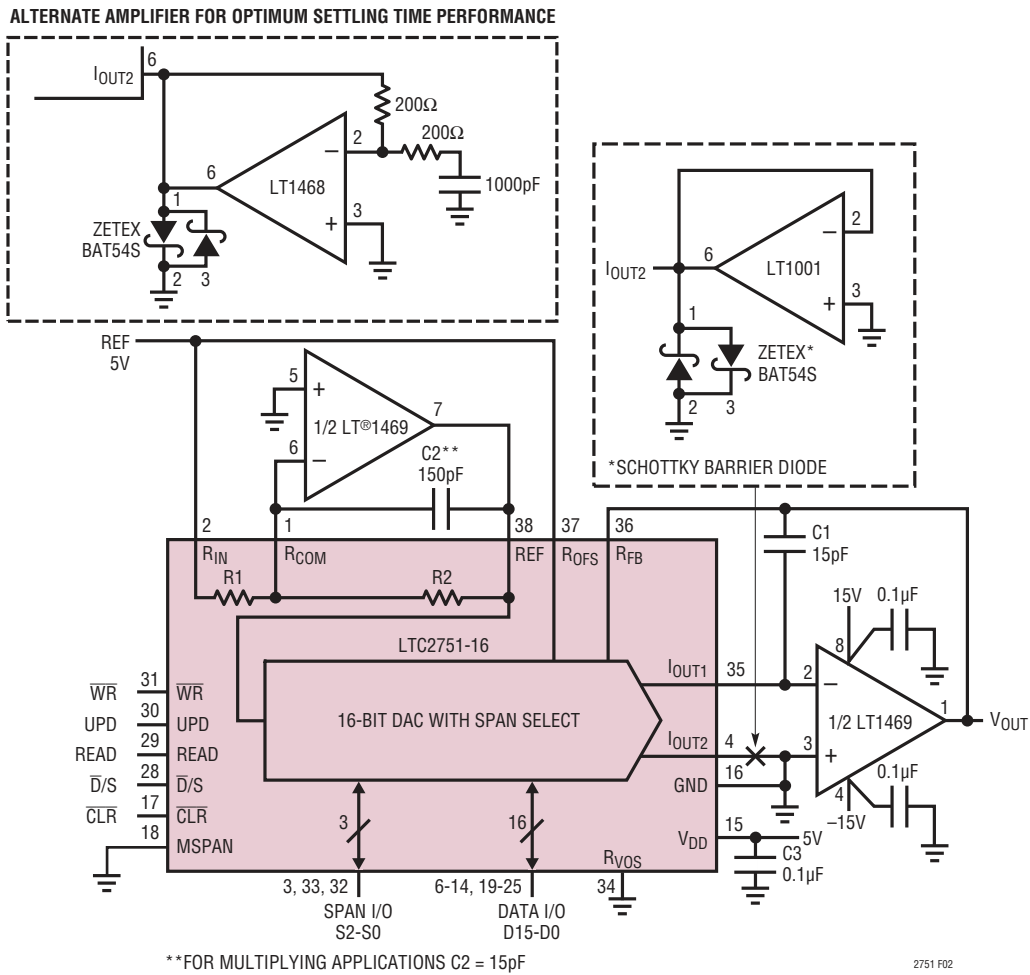 ALTERNATE AMPLIFIER FOR OPTIMUM SETTLING TIME PERFORMANCE
IOUT2
6
200Ω
200Ω
2
6
–
LT1468
1000pF
1
3
+
ZETEX
BAT54S
2
3
2
6
–
LT1001
IOUT2
3
+
1
ZETEX*
BAT54S
2
3
*SCHOTTKY BARRIER DIODE
REF
5V
5
+
7
1/2 LT®1469
6
–
C2**
150pF
2
1
38
37
36
RIN
RCOM
REF
ROFS
RFB
C1
15pF
R1
R2
15V
0.1µF
8
LTC2751-16
IOUT1
35
2
–
16-BIT DAC WITH SPAN SELECT
1/2 LT1469
1
VOUT
IOUT2
4
3
+
WR
31
WR
UPD
30
UPD
READ
29
READ
D/S
28
D/S
CLR
17
CLR
18
MSPAN
GND
16
4
0.1µF
–15V
3
16
VDD
15
5V
C3
0.1µF
RVOS
34
3, 33, 32
SPAN I/O
S2-S0
6-14, 19-25
DATA I/O
D15-D0
**FOR MULTIPLYING APPLICATIONS C2 = 15pF
2751 F02